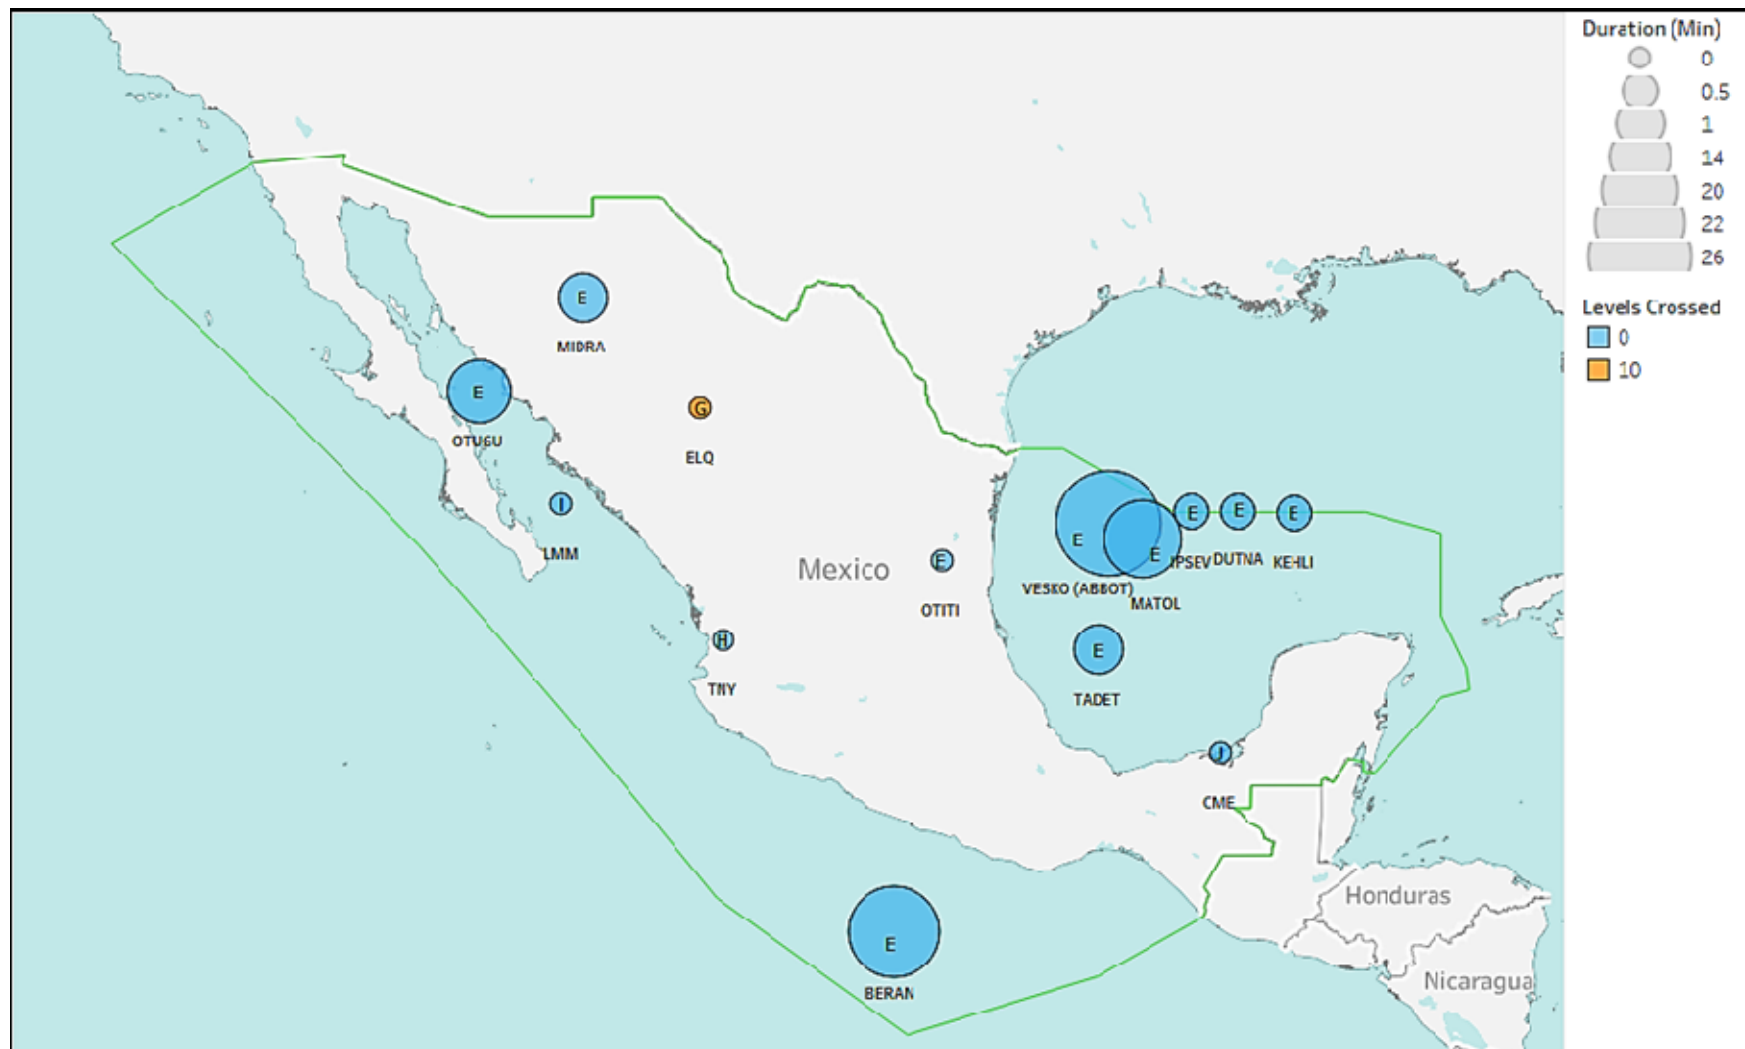 Duration (Min)
0
0.5
1
14
20
22
26
Levels Crossed
0
10
E
MIDRA
E
OTUGU
G
ELQ
I
LMM
Mexico
E
OTITI
H
TNY
E
VESKO (ABBOT)
E
MATOL
E
IPSEV
E
DUTNA
E
KEHLI
E
TADET
J
CME
E
BERAN
Honduras
Nicaragua